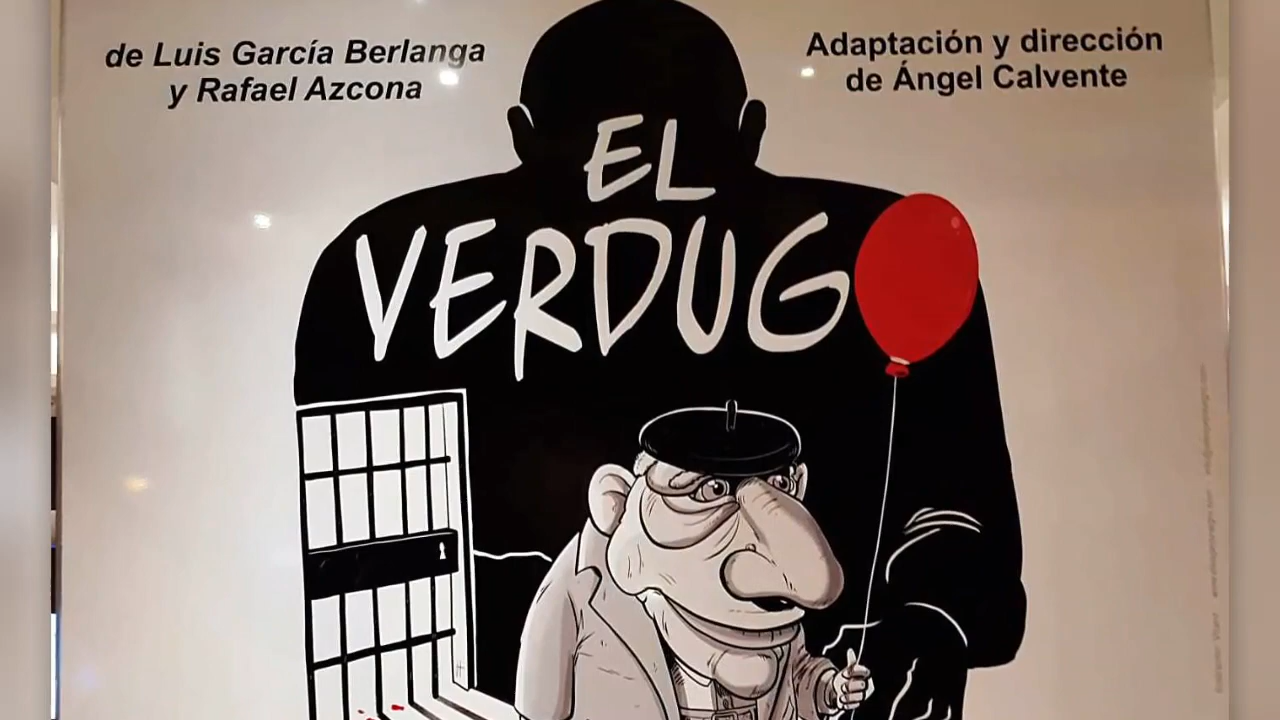 de Luis García Berlanga
y Rafael Azcona
Adaptación y dirección
de Ángel Calvente
EL
VERDUGO